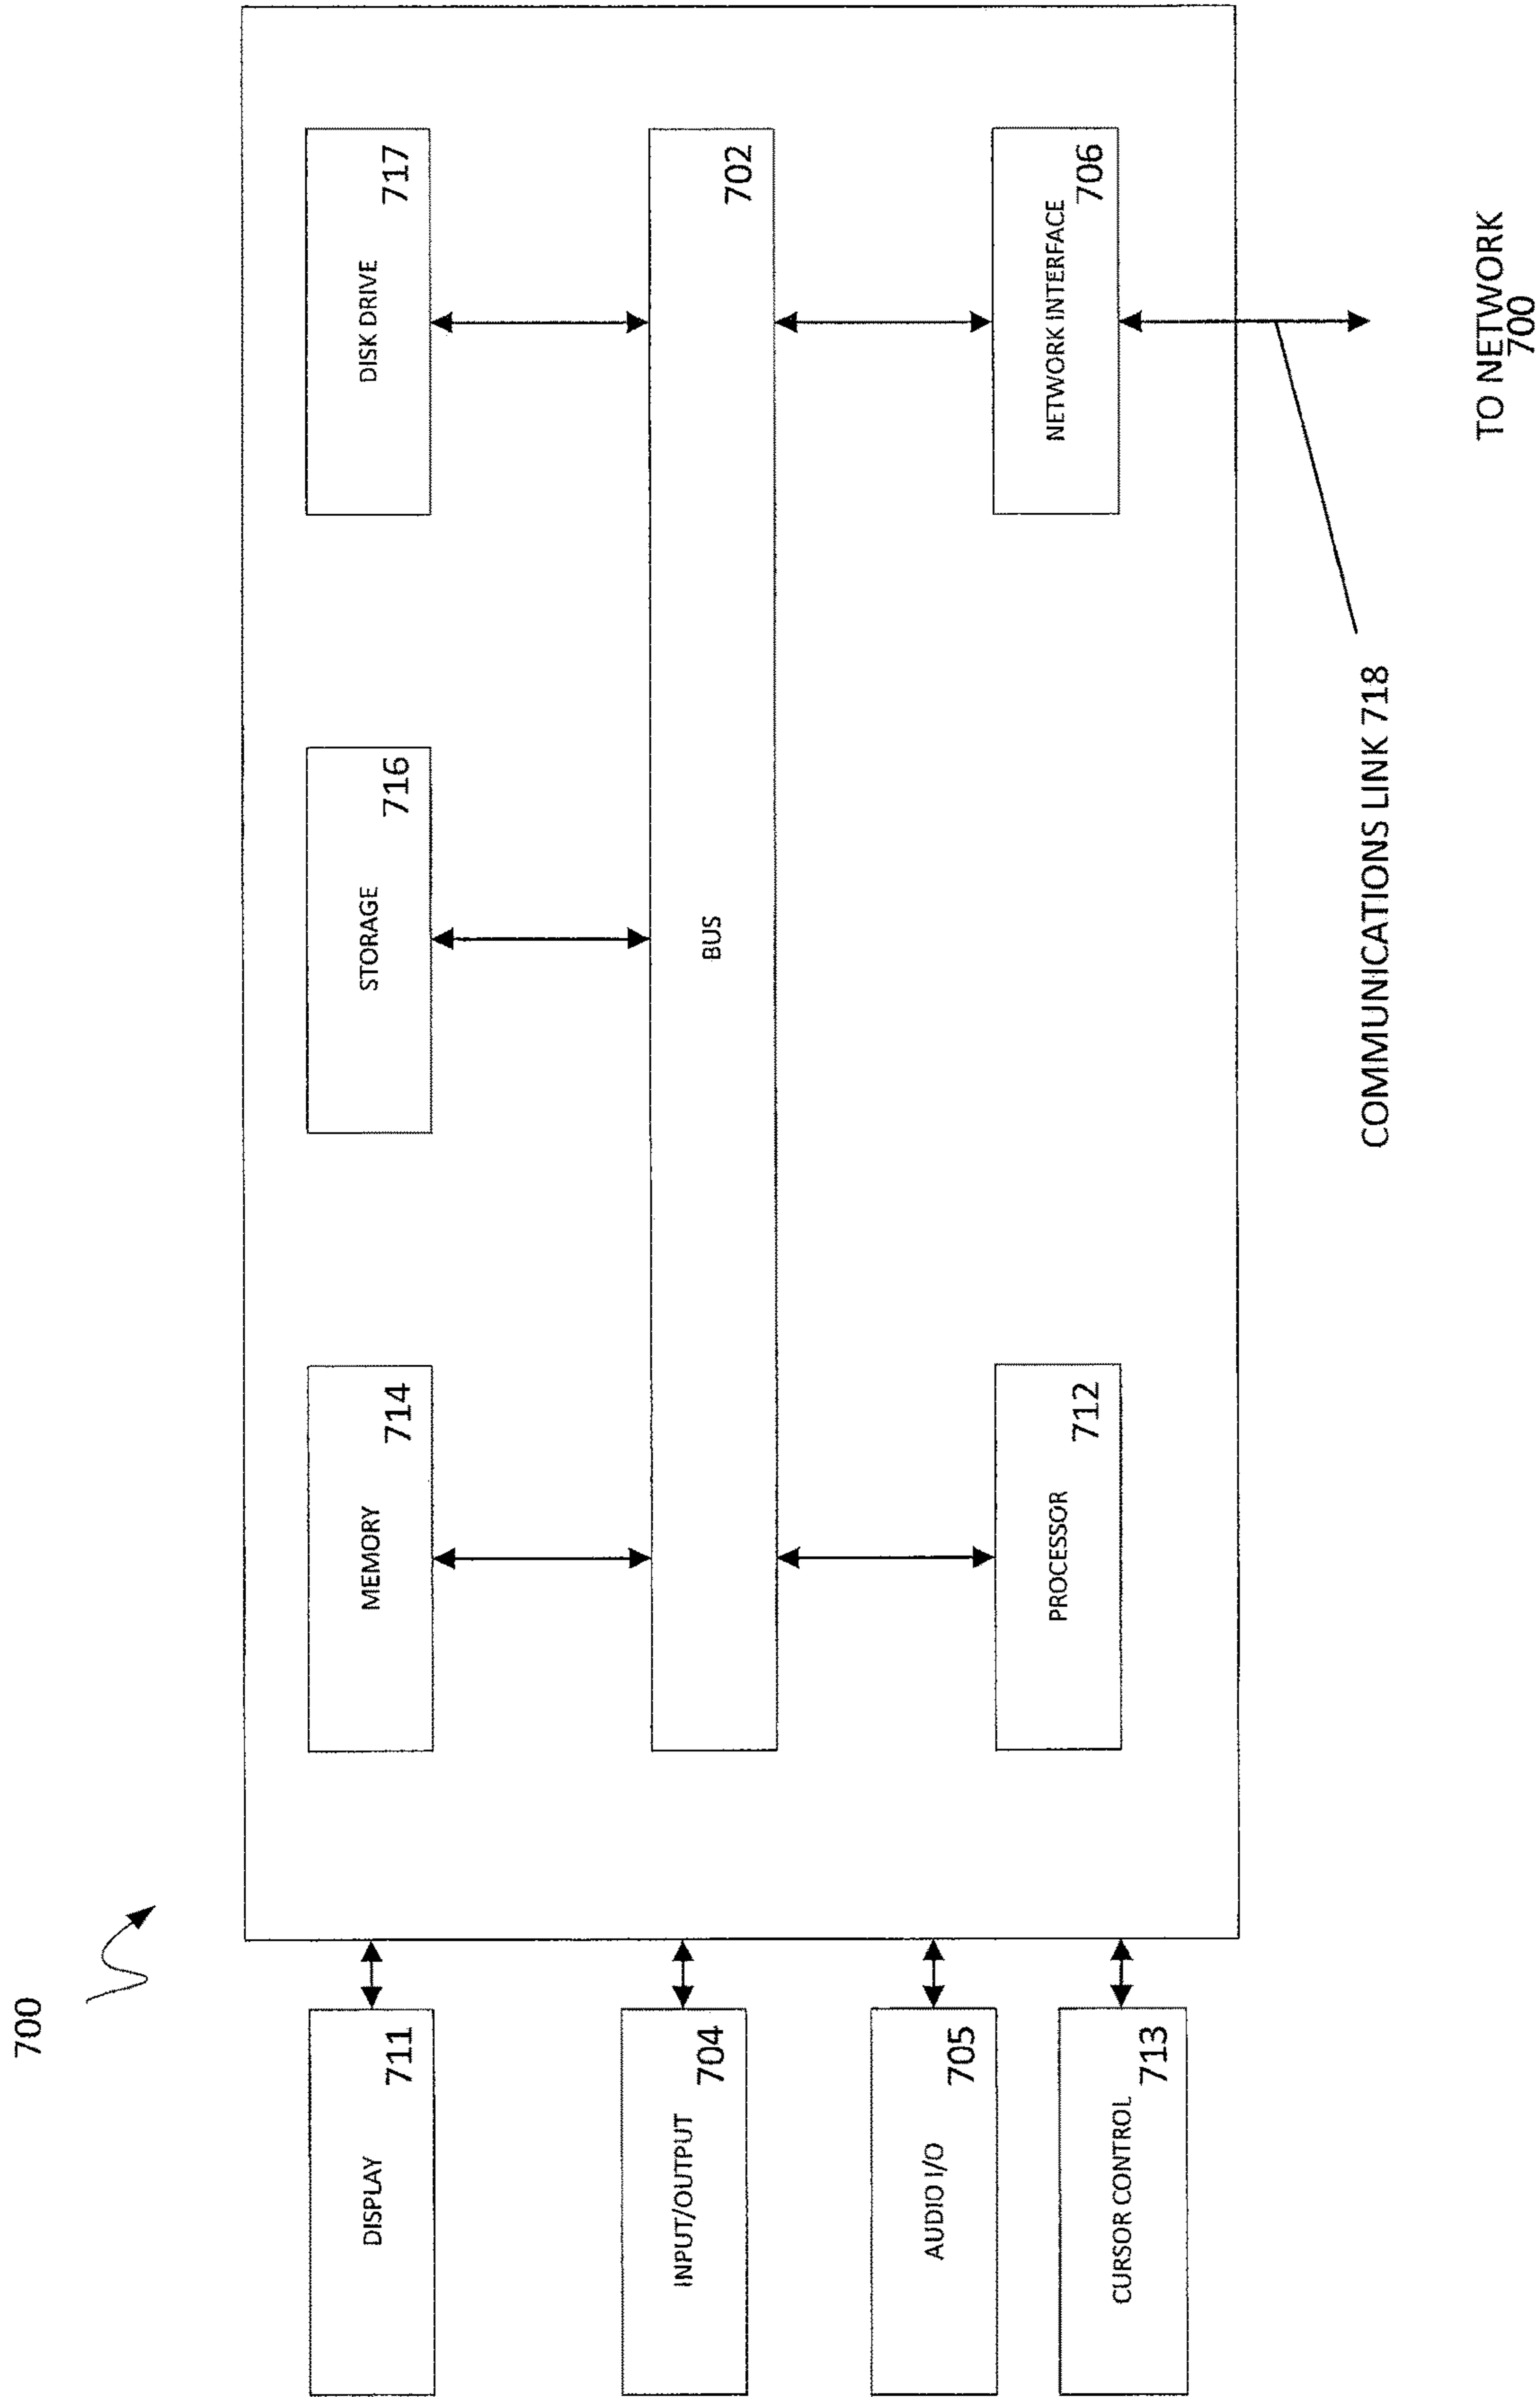 700
DISPLAY
711
INPUT/OUTPUT
704
AUDIO I/O
705
CURSOR CONTROL
713
MEMORY
714
STORAGE
716
DISK DRIVE
717
BUS
702
PROCESSOR
712
NETWORK INTERFACE
706
COMMUNICATIONS LINK 718
TO NETWORK
700